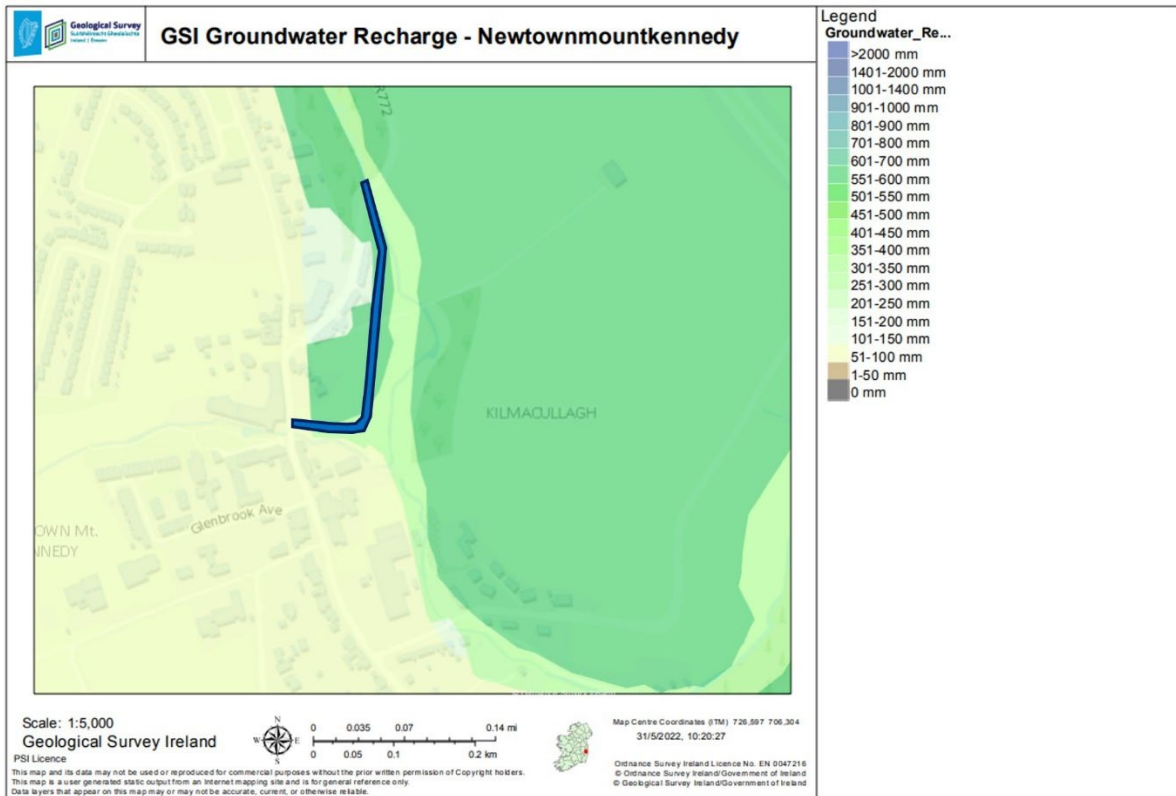 Geological Survey
Suirbhéireacht Gheolaíochta
Ireland | Éireann
GSI Groundwater Recharge - Newtownmountkennedy
R772
KILMACULLAGH
Glenbrook Ave
OWN Mt.
NNEDY
Legend
Groundwater_Re...
>2000 mm
1401-2000 mm
1001-1400 mm
901-1000 mm
801-900 mm
701-800 mm
601-700 mm
551-600 mm
501-550 mm
451-500 mm
401-450 mm
351-400 mm
301-350 mm
251-300 mm
201-250 mm
151-200 mm
101-150 mm
51-100 mm
1-50 mm
0 mm
Scale: 1:5,000
Geological Survey Ireland
PSI Licence
This map and its data may not be used or reproduced for commercial purposes without the prior written permission of Copyright holders.
This map is a user generated static output from an Internet mapping site and is for general reference only.
Data layers that appear on this map may or may not be accurate, current, or otherwise reliable.
N
W E
S
0 0.035 0.07 0.14 mi
0 0.05 0.1 0.2 km
Map Centre Coordinates (ITM) 726,597 706,304
31/5/2022, 10:20:27
Ordnance Survey Ireland Licence No. EN 0047216
© Ordnance Survey Ireland/Government of Ireland
© Geological Survey Ireland/Government of Ireland